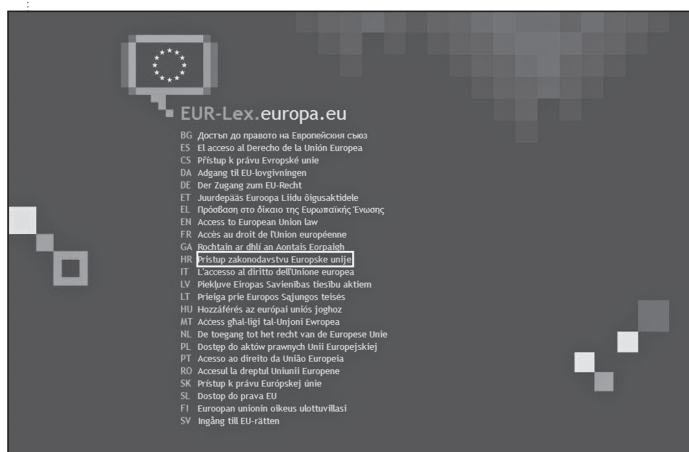 :
EUR-Lex.europa.eu
BG Достъп до правото на Европейския съюз
ES El acceso al Derecho de la Unión Europea
CS Přístup k právu Evropské unie
DA Adgang til EU-lovgivningen
DE Der Zugang zum EU-Recht
ET Juurdepääs Euroopa Liidu õigusaktidele
EL Πρόσβαση στο δίκαιο της Ευρωπαϊκής Ένωσης
EN Access to European Union law
FR Accès au droit de l'Union européenne
GA Rochtain ar dhlí an Aontais Eorpaigh
HR Pristup zakonodavstvu Europske unije
IT L'accesso al diritto dell'Unione europea
LV Piekļuve Eiropas Savienības tiesību aktiem
LT Prieiga prie Europos Sąjungos teisės
HU Hozzáférés az európai uniós joghoz
MT Aċċess għal-liġi tal-Unjoni Ewropea
NL De toegang tot het recht van de Europese Unie
PL Dostęp do aktów prawnych Unii Europejskiej
PT Acesso ao direito da União Europeia
RO Accesul la dreptul Uniunii Europene
SK Prístup k právu Európskej únie
SL Dostop do prava EU
FI Euroopan unionin oikeus ulottuvillasi
SV Ingång till EU-rätten